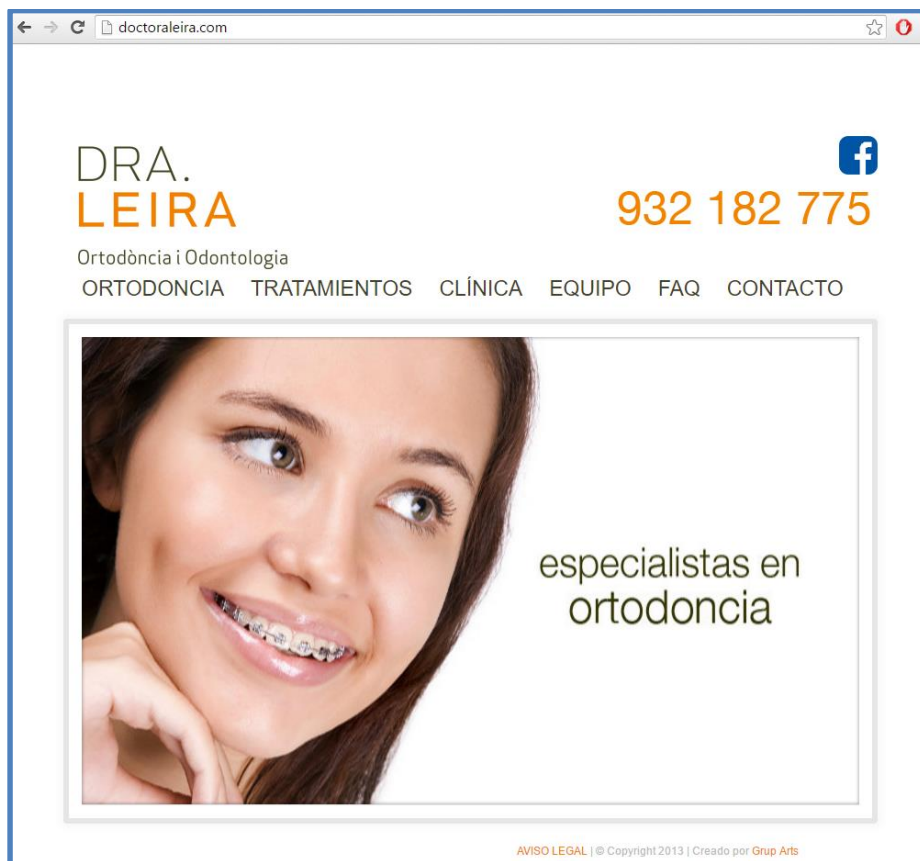 doctoraleira.com
DRA.
LEIRA
Ortodòncia i Odontologia
932 182 775
ORTODONCIA TRATAMIENTOS CLÍNICA EQUIPO FAQ CONTACTO
especialistas en
ortodoncia
AVISO LEGAL | © Copyright 2013 | Creado por Grup Arts